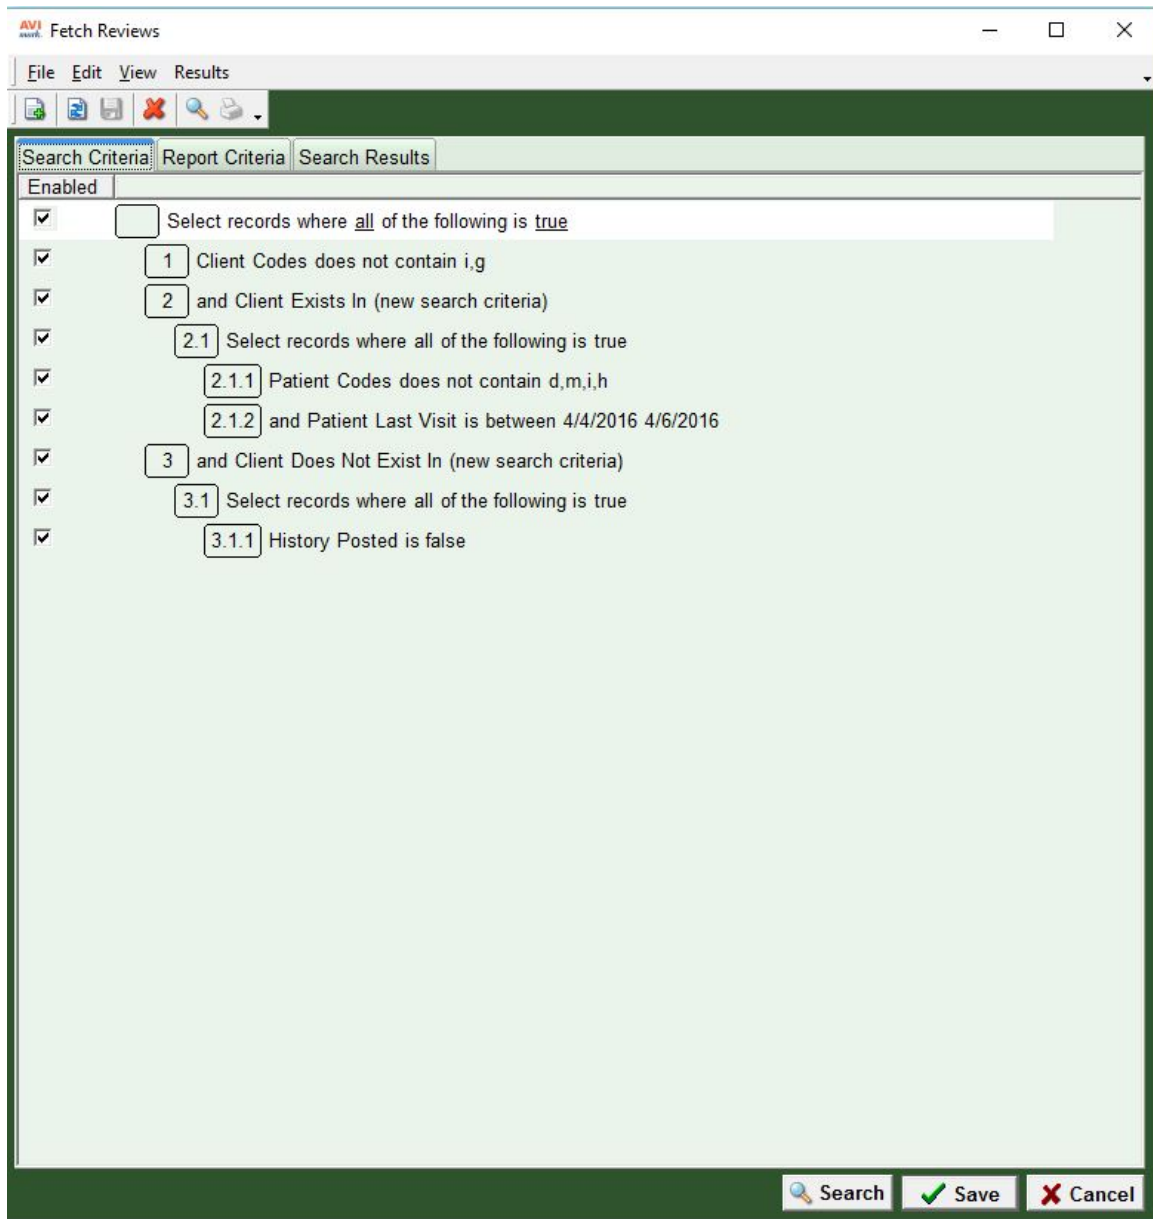 AVI mark Fetch Reviews
File Edit View Results
Search Criteria Report Criteria Search Results
Enabled
Select records where all of the following is true
1 Client Codes does not contain i,g
2 and Client Exists In (new search criteria)
2.1 Select records where all of the following is true
2.1.1 Patient Codes does not contain d,m,i,h
2.1.2 and Patient Last Visit is between 4/4/2016 4/6/2016
3 and Client Does Not Exist In (new search criteria)
3.1 Select records where all of the following is true
3.1.1 History Posted is false
Search Save Cancel